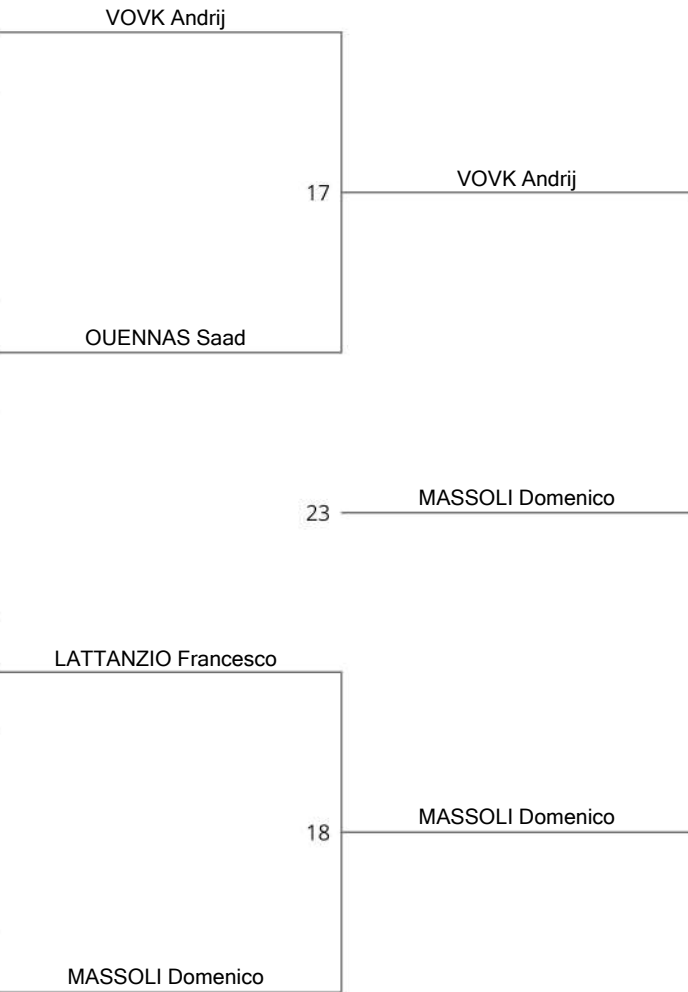 VOVK Andrij
17
VOVK Andrij
OUENNAS Saad
23
MASSOLI Domenico
LATTANZIO Francesco
18
MASSOLI Domenico
MASSOLI Domenico